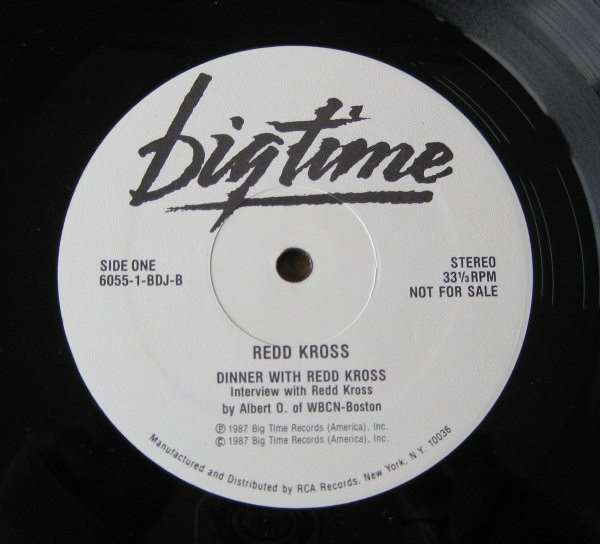 bigtime
SIDE ONE
6055-1-BDJ-B
STEREO
33⅓RPM
NOT FOR SALE
REDD KROSS
DINNER WITH REDD KROSS
Interview with Redd Kross
by Albert O. of WBCN-Boston
℗ 1987 Big Time Records (America), Inc.
© 1987 Big Time Records (America), Inc.
Manufactured and Distributed by RCA Records, New York, N.Y. 10036